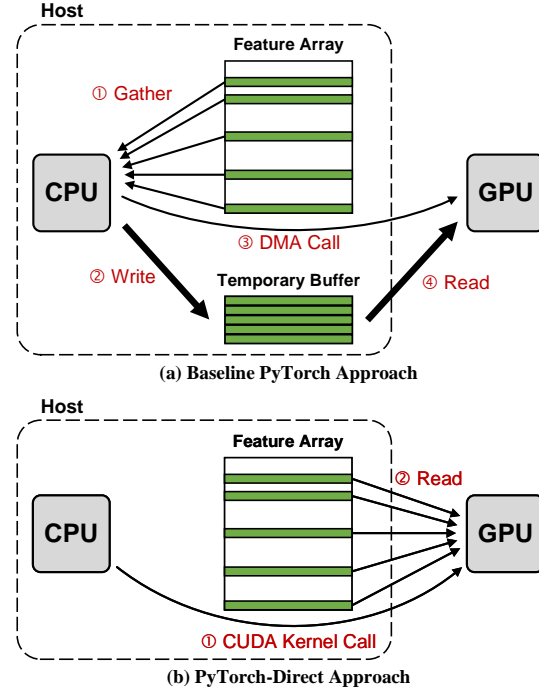 Host
Feature Array
① Gather
CPU
GPU
③ DMA Call
② Write
Temporary Buffer
④ Read
(a) Baseline PyTorch Approach
Host
Feature Array
② Read
CPU
GPU
① CUDA Kernel Call
(b) PyTorch-Direct Approach